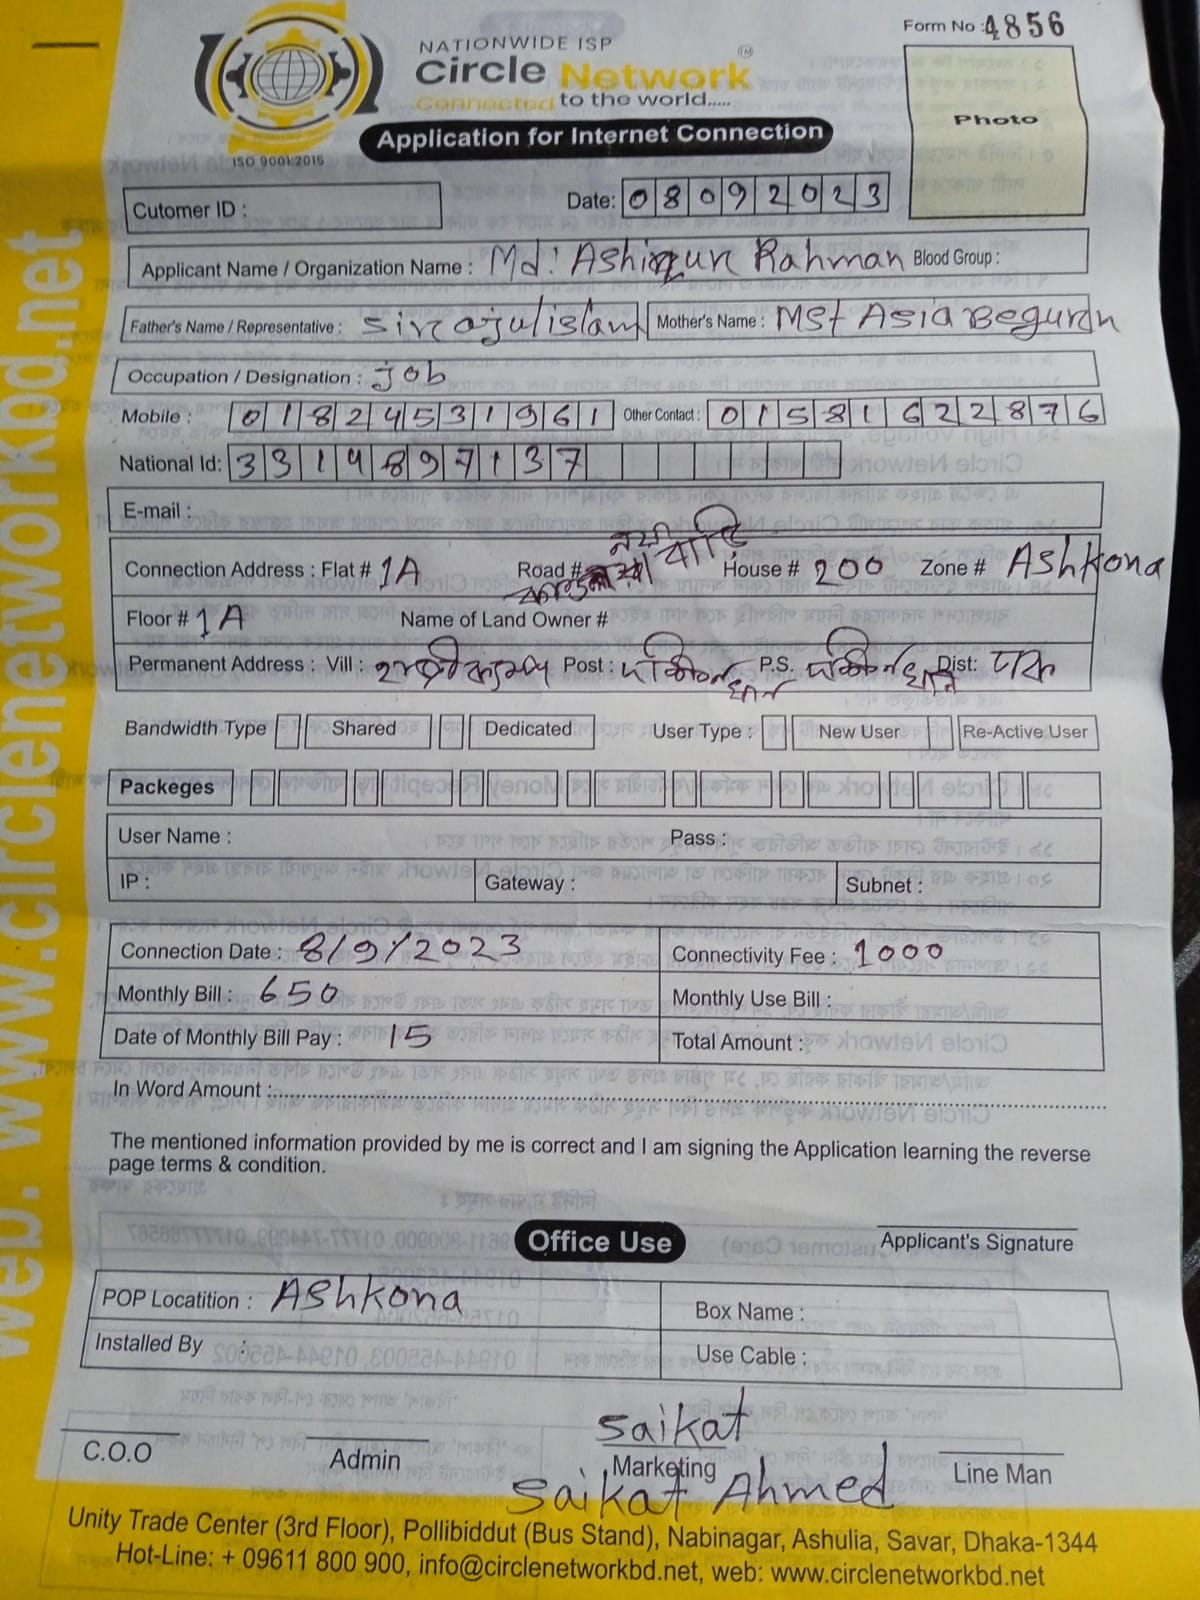 Form No : 4856
NATIONWIDE ISP
Circle Network TM
Connected to the world.....
ISO 9001:2015
Application for Internet Connection
Photo
Cutomer ID :
Date: 08092023
Applicant Name / Organization Name : Md: Ashiqur Rahman Blood Group :
Father's Name / Representative : sirajul islam Mother's Name : MSt Asia Begum
Occupation / Designation : job
Mobile : 01824531961 Other Contact : 01581622876
National Id: 3314897137
E-mail :
Connection Address : Flat # 1A Road # নয়া বাড়ি House # 200 Zone # Ashkona
Floor # 1A Name of Land Owner #
Permanent Address : Vill : Post : দক্ষিনখান P.S. দক্ষিনখান Dist: ঢাকা
Bandwidth Type Shared Dedicated User Type : New User Re-Active User
Packeges
User Name : Pass :
IP : Gateway : Subnet :
Connection Date : 8/9/2023 Connectivity Fee : 1000
Monthly Bill : 650 Monthly Use Bill :
Date of Monthly Bill Pay : 15 Total Amount :
In Word Amount :
The mentioned information provided by me is correct and I am signing the Application learning the reverse
page terms & condition.
Applicant's Signature
Office Use
POP Locatition : Ashkona Box Name :
Installed By : Use Cable :
saikat
C.O.O Admin Marketing Line Man
saikat Ahmed
Unity Trade Center (3rd Floor), Pollibiddut (Bus Stand), Nabinagar, Ashulia, Savar, Dhaka-1344
Hot-Line: + 09611 800 900, info@circlenetworkbd.net, web: www.circlenetworkbd.net
web: www.circlenetworkbd.net